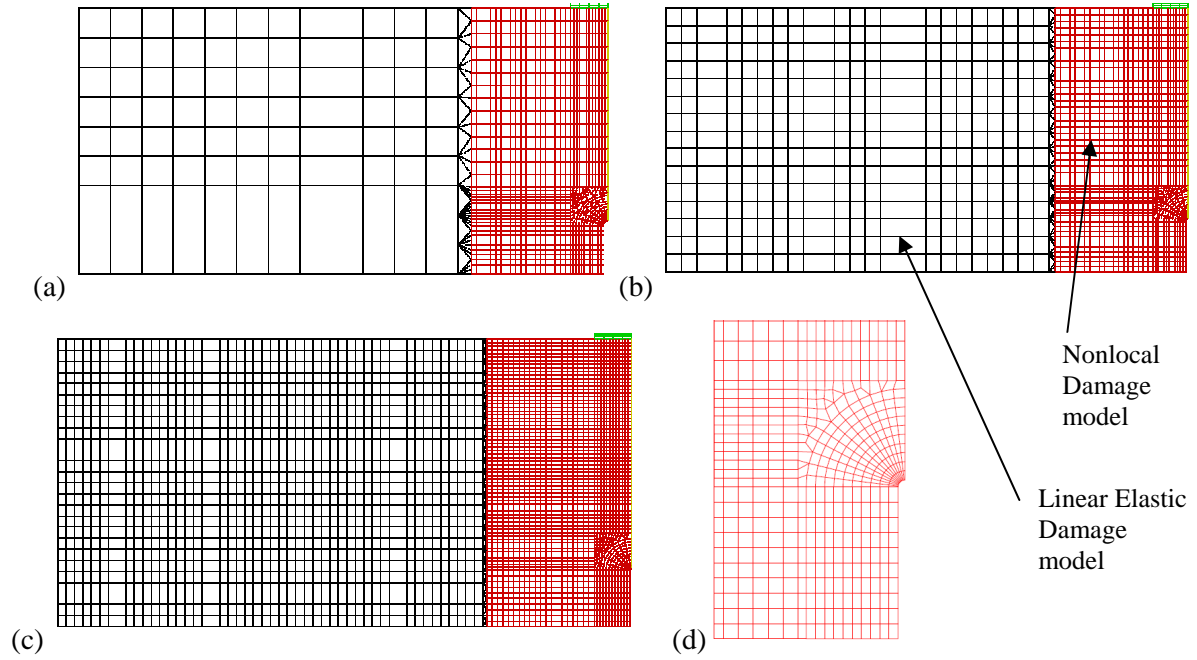 (a)
(b)
Nonlocal
Damage
model
Linear Elastic
Damage
model
(c)
(d)